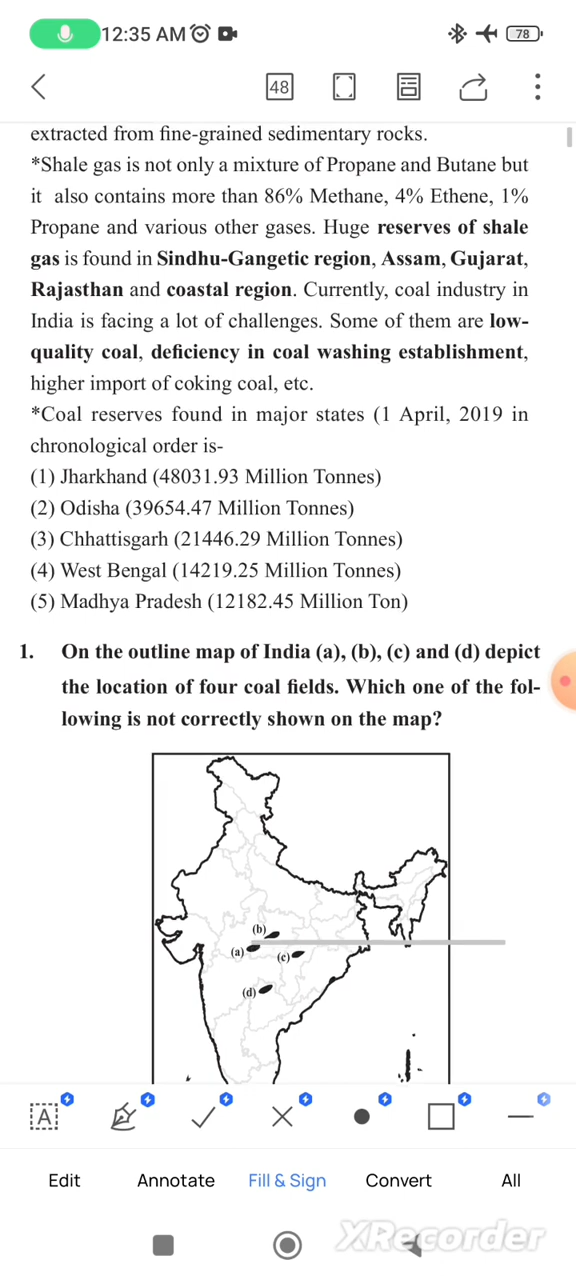 12:35 AM
78
48
extracted from fine-grained sedimentary rocks.
*Shale gas is not only a mixture of Propane and Butane but
it also contains more than 86% Methane, 4% Ethene, 1%
Propane and various other gases. Huge reserves of shale
gas is found in Sindhu-Gangetic region, Assam, Gujarat,
Rajasthan and coastal region. Currently, coal industry in
India is facing a lot of challenges. Some of them are low-
quality coal, deficiency in coal washing establishment,
higher import of coking coal, etc.
*Coal reserves found in major states (1 April, 2019 in
chronological order is-
(1) Jharkhand (48031.93 Million Tonnes)
(2) Odisha (39654.47 Million Tonnes)
(3) Chhattisgarh (21446.29 Million Tonnes)
(4) West Bengal (14219.25 Million Tonnes)
(5) Madhya Pradesh (12182.45 Million Ton)
1. On the outline map of India (a), (b), (c) and (d) depict
the location of four coal fields. Which one of the fol-
lowing is not correctly shown on the map?
(b)
(a)
(c)
(d)
A
Edit Annotate Fill & Sign Convert All
XRecorder